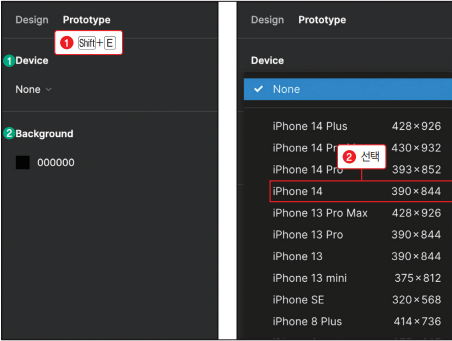 Design Prototype
1 Shift+E
1 Device
None
2 Background
000000
Design Prototype
Device
None
iPhone 14 Plus 428×926
iPhone 14 Pr 430×932
2 선택
iPhone 14 Pro 393×852
iPhone 14 390×844
iPhone 13 Pro Max 428×926
iPhone 13 Pro 390×844
iPhone 13 390×844
iPhone 13 mini 375×812
iPhone SE 320×568
iPhone 8 Plus 414×736